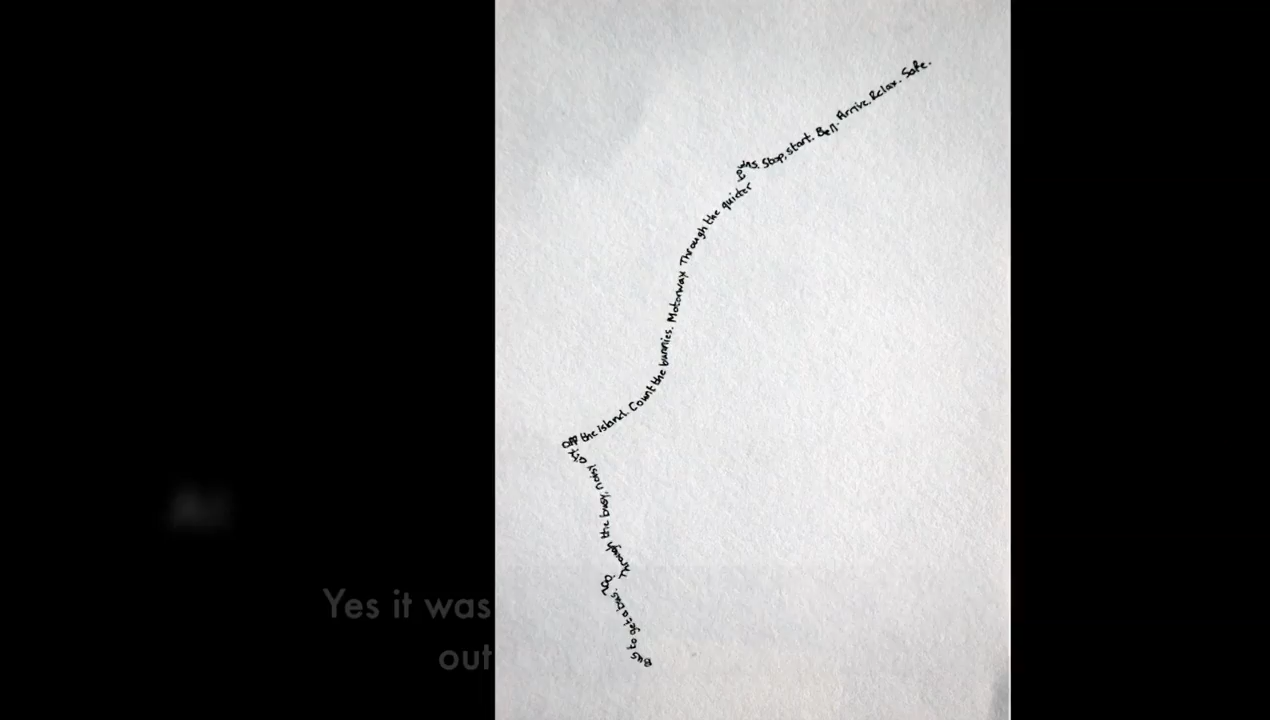 Bus to get a bus.
Through the busy, noisy city.
Off the island. Count the bunnies. Motorway Through the quieter
towns. Stop, start. Bell. Arrive. Relax. Safe.
Yes it was
out